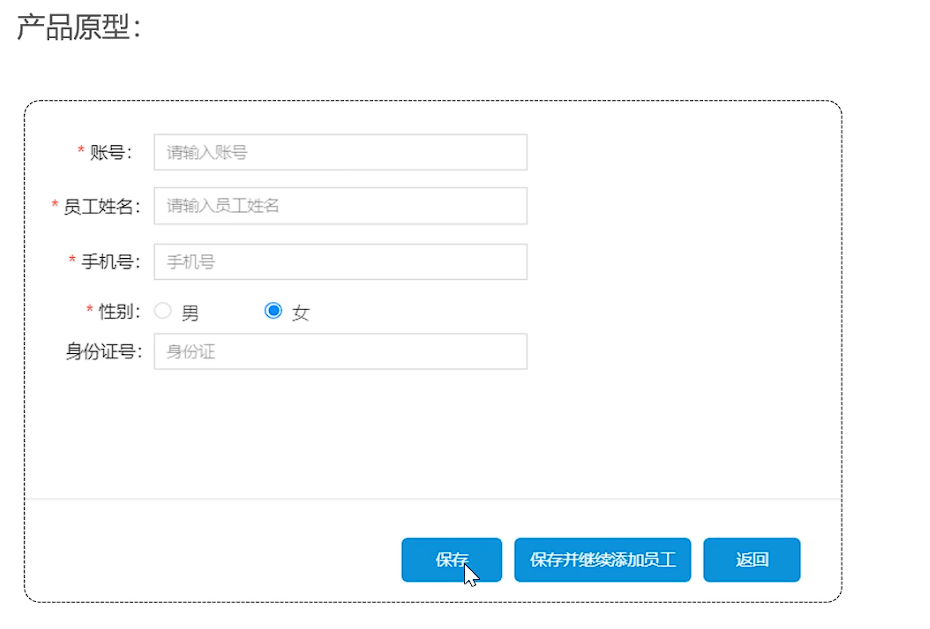 产品原型：
* 账号： 请输入账号
* 员工姓名： 请输入员工姓名
* 手机号： 手机号
* 性别： 男 女
身份证号： 身份证
保存 保存并继续添加员工 返回